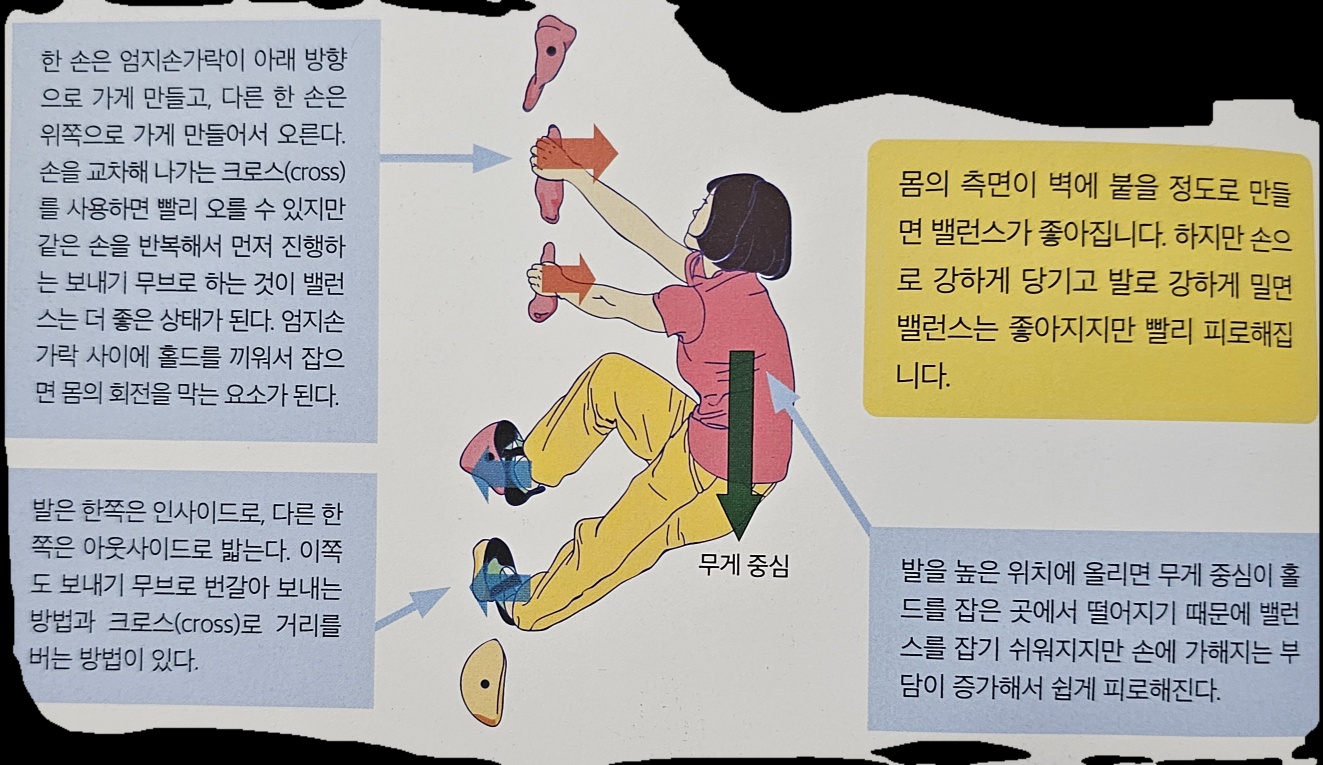 한 손은 엄지손가락이 아래 방향
으로 가게 만들고, 다른 한 손은
위쪽으로 가게 만들어서 오른다.
손을 교차해 나가는 크로스(cross)
를 사용하면 빨리 오를 수 있지만
같은 손을 반복해서 먼저 진행하
는 보내기 무브로 하는 것이 밸런
스는 더 좋은 상태가 된다. 엄지손
가락 사이에 홀드를 끼워서 잡으
면 몸의 회전을 막는 요소가 된다.
발은 한쪽은 인사이드로, 다른 한
쪽은 아웃사이드로 밟는다. 이쪽
도 보내기 무브로 번갈아 보내는
방법과 크로스(cross)로 거리를
버는 방법이 있다.
몸의 측면이 벽에 붙을 정도로 만들
면 밸런스가 좋아집니다. 하지만 손으
로 강하게 당기고 발로 강하게 밀면
밸런스는 좋아지지만 빨리 피로해집
니다.
무게 중심
발을 높은 위치에 올리면 무게 중심이 홀
드를 잡은 곳에서 떨어지기 때문에 밸런
스를 잡기 쉬워지지만 손에 가해지는 부
담이 증가해서 쉽게 피로해진다.